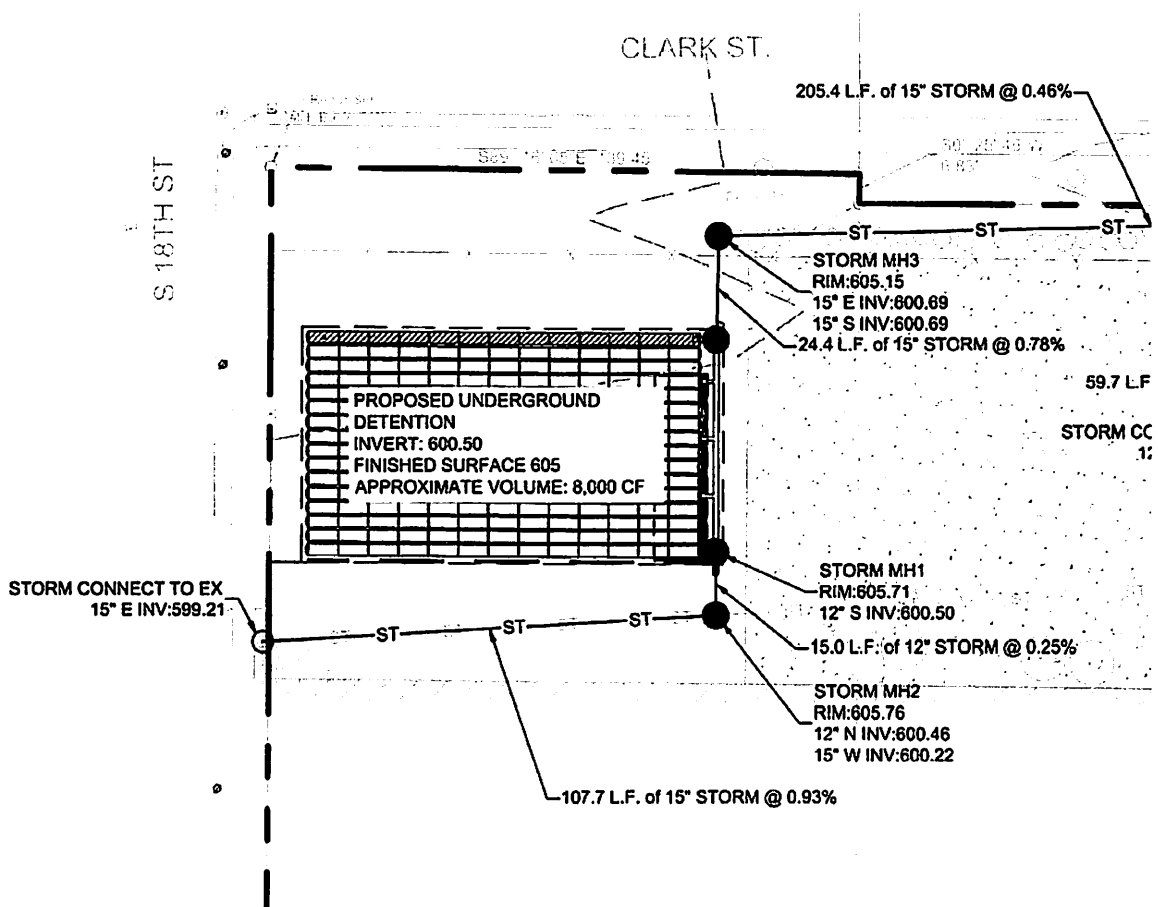 CLARK ST.
205.4 L.F. of 15" STORM @ 0.46%
S 18TH ST
ST ST ST
STORM MH3
RIM:605.15
15" E INV:600.69
15" S INV:600.69
24.4 L.F. of 15" STORM @ 0.78%
59.7 L.F
STORM CO
12
PROPOSED UNDERGROUND
DETENTION
INVERT: 600.50
FINISHED SURFACE 605
APPROXIMATE VOLUME: 8,000 CF
STORM CONNECT TO EX
15" E INV:599.21
ST ST ST
STORM MH1
RIM:605.71
12" S INV:600.50
15.0 L.F. of 12" STORM @ 0.25%
STORM MH2
RIM:605.76
12" N INV:600.46
15" W INV:600.22
107.7 L.F. of 15" STORM @ 0.93%